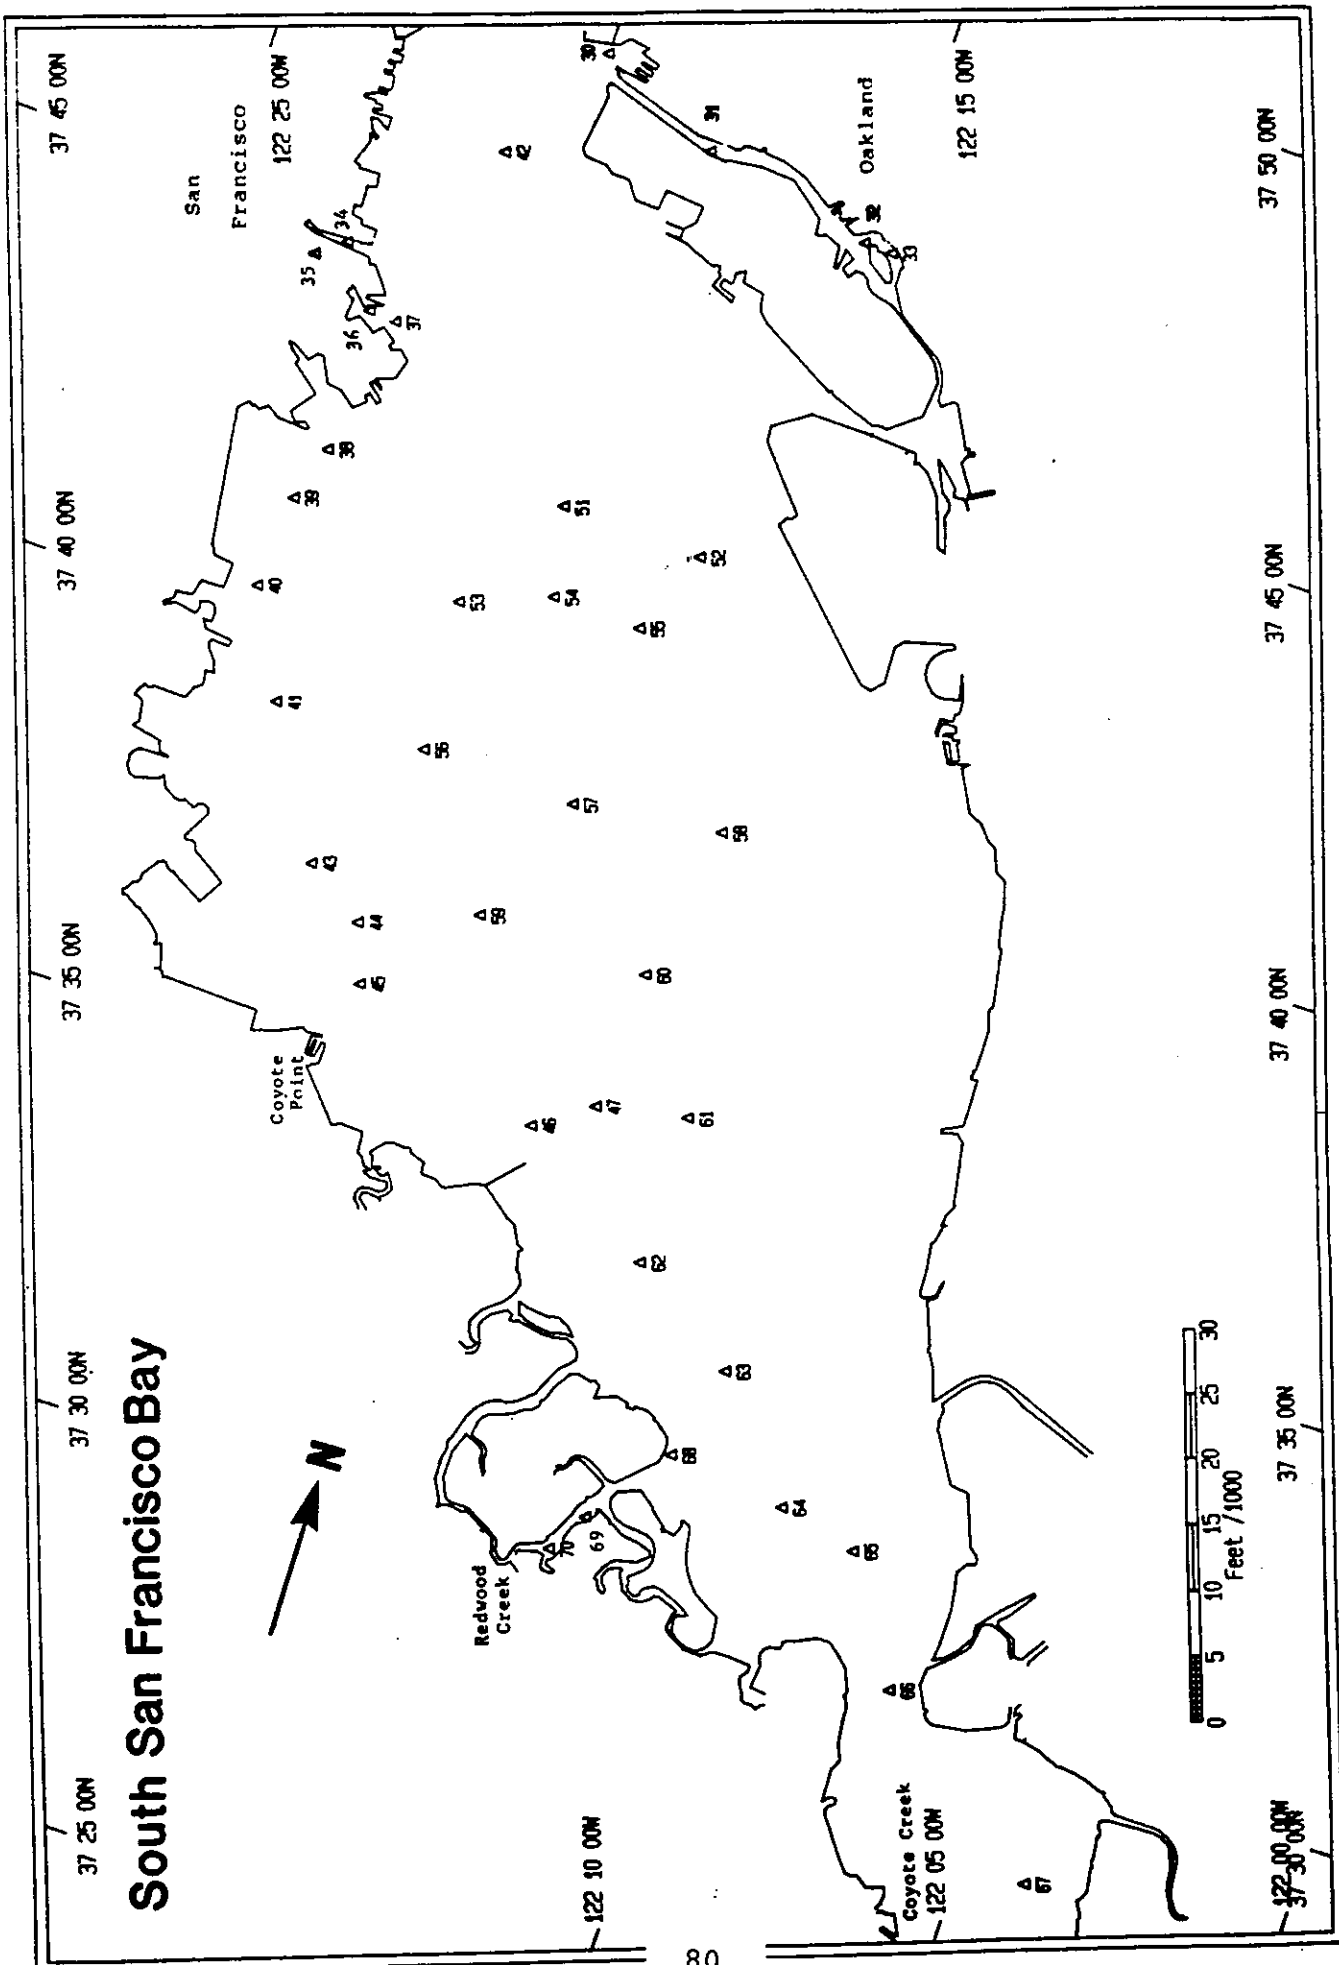 South San Francisco Bay
37 25 00N
37 30 00N
37 35 00N
37 40 00N
37 45 00N
N
San
Francisco
122 25 00W
Coyote
Point
Redwood
Creek
Oakland
122 15 00W
122 10 00W
Coyote Creek
122 05 00W
122 00 00W
37 30 00N
37 35 00N
37 40 00N
37 45 00N
37 50 00N
30
31
32
33
34
35
36
37
38
39
40
41
42
43
44
45
46
47
51
52
53
54
55
56
57
58
59
60
61
62
63
64
65
66
67
68
69
70
0 5 10 15 20 25 30
Feet /1000
80